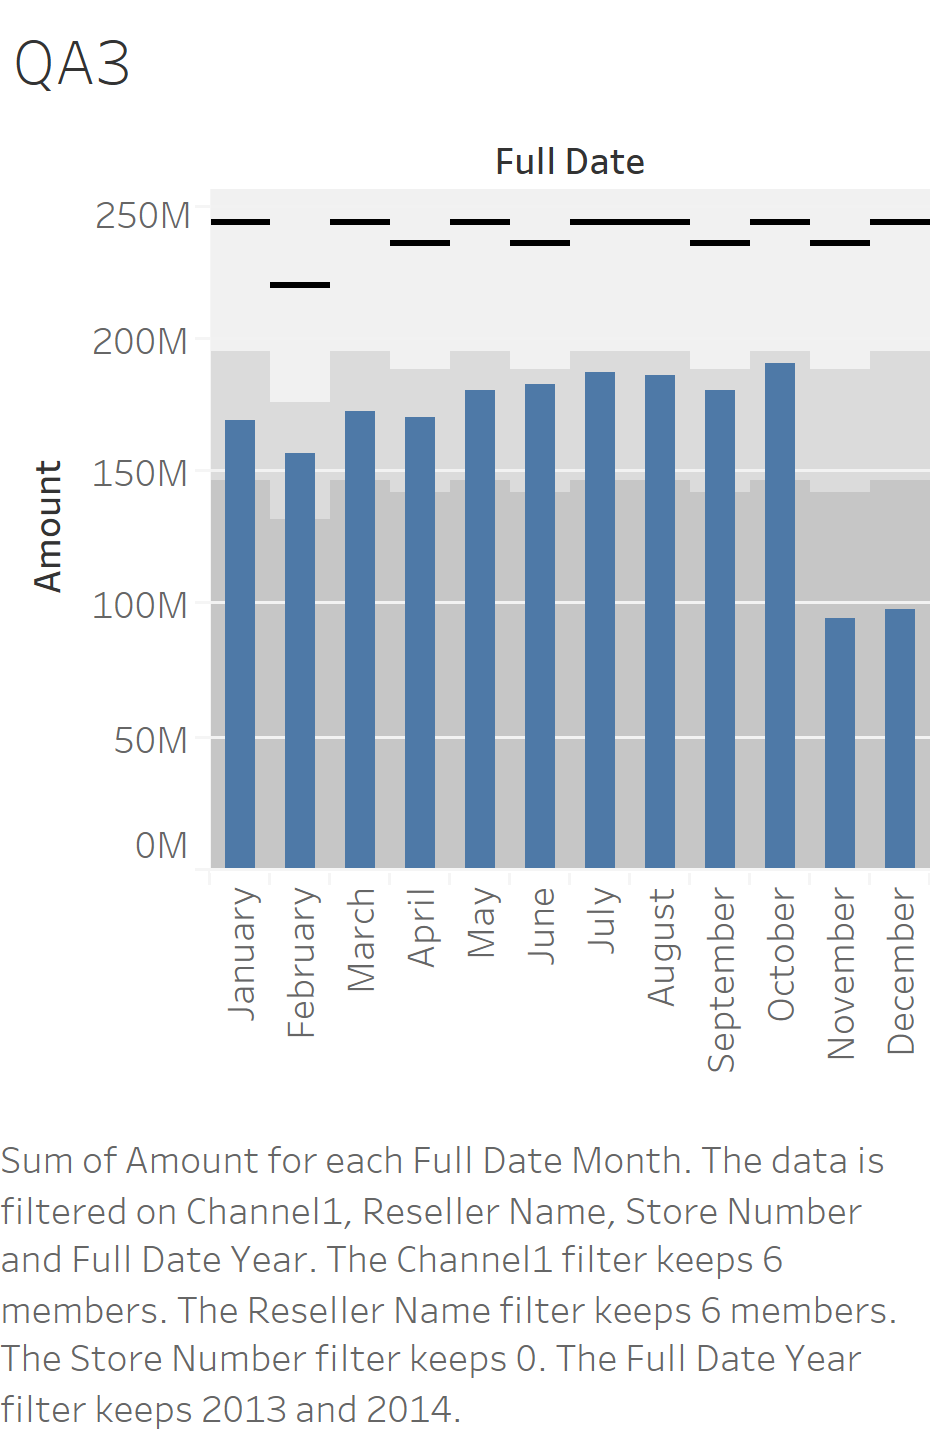 QA3
Full Date
250M
200M
150M
100M
50M
0M
Amount
January
February
March
April
May
June
July
August
September
October
November
December
Sum of Amount for each Full Date Month. The data is
filtered on Channel1, Reseller Name, Store Number
and Full Date Year. The Channel1 filter keeps 6
members. The Reseller Name filter keeps 6 members.
The Store Number filter keeps 0. The Full Date Year
filter keeps 2013 and 2014.